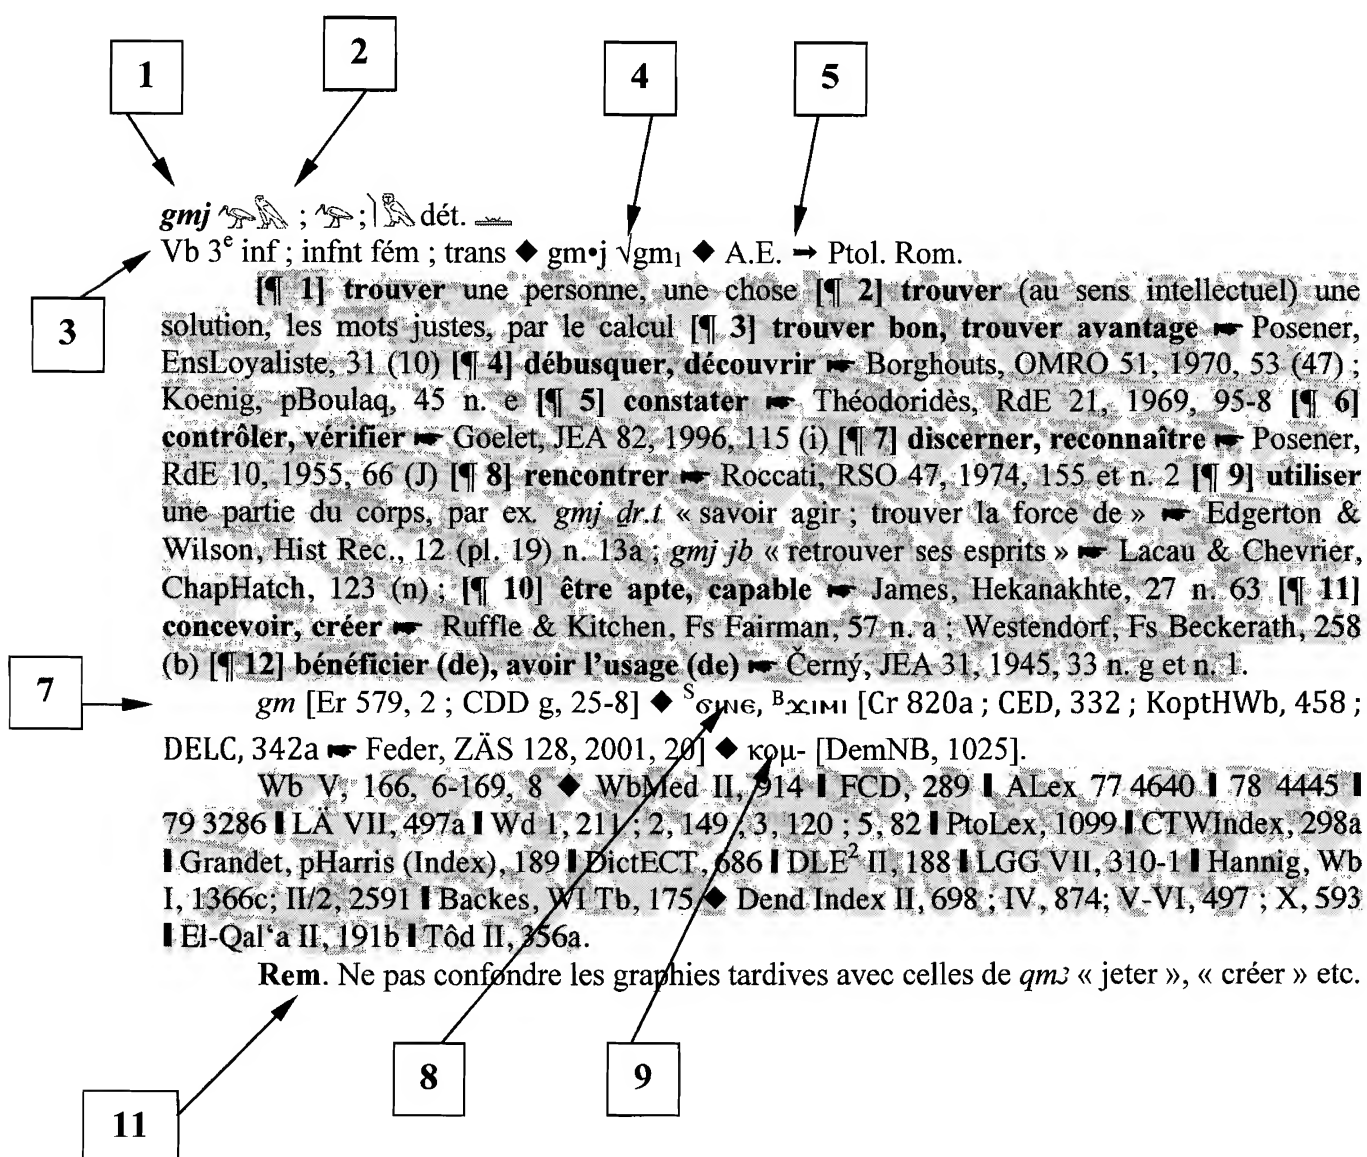 1
2
4
5
gmj 𓅠𓅓 ; 𓅠 ; 𓌙𓅓 dét. 𓏛
Vb 3ᵉ inf ; infnt fém ; trans ◆ gm•j √gm₁ ◆ A.E. → Ptol. Rom.
3
[¶ 1] trouver une personne, une chose [¶ 2] trouver (au sens intellectuel) une
solution, les mots justes, par le calcul [¶ 3] trouver bon, trouver avantage ☛ Posener,
EnsLoyaliste, 31 (10) [¶ 4] débusquer, découvrir ☛ Borghouts, OMRO 51, 1970, 53 (47) ;
Koenig, pBoulaq, 45 n. e [¶ 5] constater ☛ Théodoridès, RdE 21, 1969, 95-8 [¶ 6]
contrôler, vérifier ☛ Goelet, JEA 82, 1996, 115 (i) [¶ 7] discerner, reconnaître ☛ Posener,
RdE 10, 1955, 66 (J) [¶ 8] rencontrer ☛ Roccati, RSO 47, 1974, 155 et n. 2 [¶ 9] utiliser
une partie du corps, par ex. gmj ḏr.t « savoir agir ; trouver la force de » ☛ Edgerton &
Wilson, Hist Rec., 12 (pl. 19) n. 13a ; gmj jb « retrouver ses esprits » ☛ Lacau & Chevrier,
ChapHatch, 123 (n) ; [¶ 10] être apte, capable ☛ James, Hekanakhte, 27 n. 63 [¶ 11]
concevoir, créer ☛ Ruffle & Kitchen, Fs Fairman, 57 n. a ; Westendorf, Fs Beckerath, 258
(b) [¶ 12] bénéficier (de), avoir l'usage (de) ☛ Černý, JEA 31, 1945, 33 n. g et n. 1.
7
gm [Er 579, 2 ; CDD g, 25-8] ◆ ˢϭⲓⲛⲉ, ᴮϫⲓⲙⲓ [Cr 820a ; CED, 332 ; KoptHWb, 458 ;
DELC, 342a ☛ Feder, ZÄS 128, 2001, 20] ◆ κομ- [DemNB, 1025].
Wb V, 166, 6-169, 8 ◆ WbMed II, 914 ❚ FCD, 289 ❚ ALex 77 4640 ❚ 78 4445 ❚
79 3286 ❚ LÄ VII, 497a ❚ Wd 1, 211 ; 2, 149 ; 3, 120 ; 5, 82 ❚ PtoLex, 1099 ❚ CTWIndex, 298a
❚ Grandet, pHarris (Index), 189 ❚ DictECT, 686 ❚ DLE² II, 188 ❚ LGG VII, 310-1 ❚ Hannig, Wb
I, 1366c; II/2, 2591 ❚ Backes, WI Tb, 175 ◆ Dend Index II, 698 ; IV, 874; V-VI, 497 ; X, 593
❚ El-Qal‘a II, 191b ❚ Tôd II, 356a.
Rem. Ne pas confondre les graphies tardives avec celles de qmꜣ « jeter », « créer » etc.
8
9
11